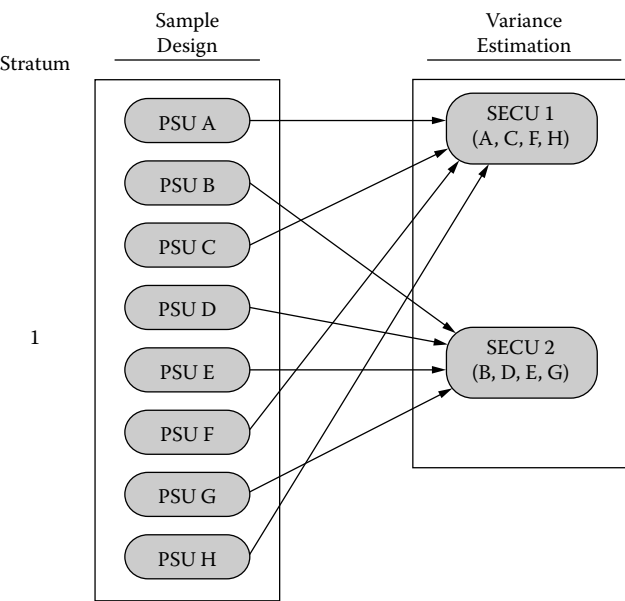 Sample
Design
Variance
Estimation
Stratum
PSU A
PSU B
PSU C
PSU D
1
PSU E
PSU F
PSU G
PSU H
SECU 1
(A, C, F, H)
SECU 2
(B, D, E, G)